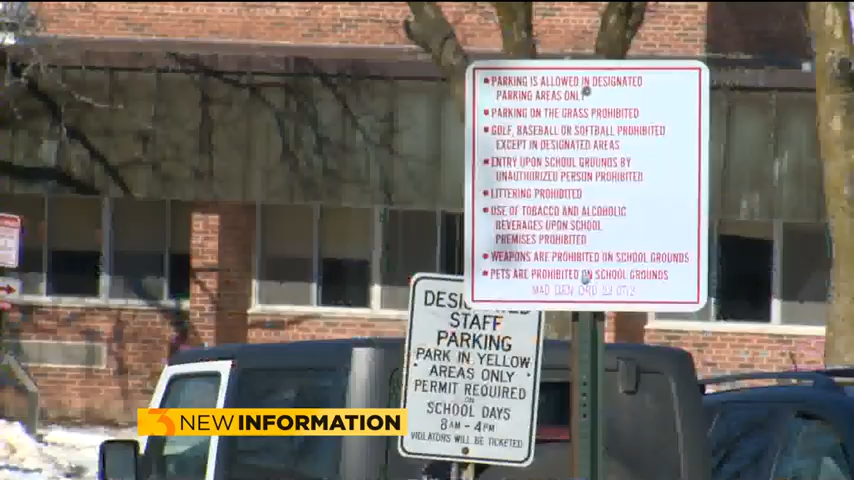 • PARKING IS ALLOWED IN DESIGNATED
PARKING AREAS ONLY
• PARKING ON THE GRASS PROHIBITED
• GOLF, BASEBALL OR SOFTBALL PROHIBITED
EXCEPT IN DESIGNATED AREAS
• ENTRY UPON SCHOOL GROUNDS BY
UNAUTHORIZED PERSON PROHIBITED
• LITTERING PROHIBITED
• USE OF TOBACCO AND ALCOHOLIC
BEVERAGES UPON SCHOOL
PREMISES PROHIBITED
• WEAPONS ARE PROHIBITED ON SCHOOL GROUNDS
• PETS ARE PROHIBITED ON SCHOOL GROUNDS
STAFF
PARKING
PARK IN YELLOW
AREAS ONLY
PERMIT REQUIRED
ON
SCHOOL DAYS
8AM - 4PM
VIOLATORS WILL BE TICKETED
3 NEW INFORMATION